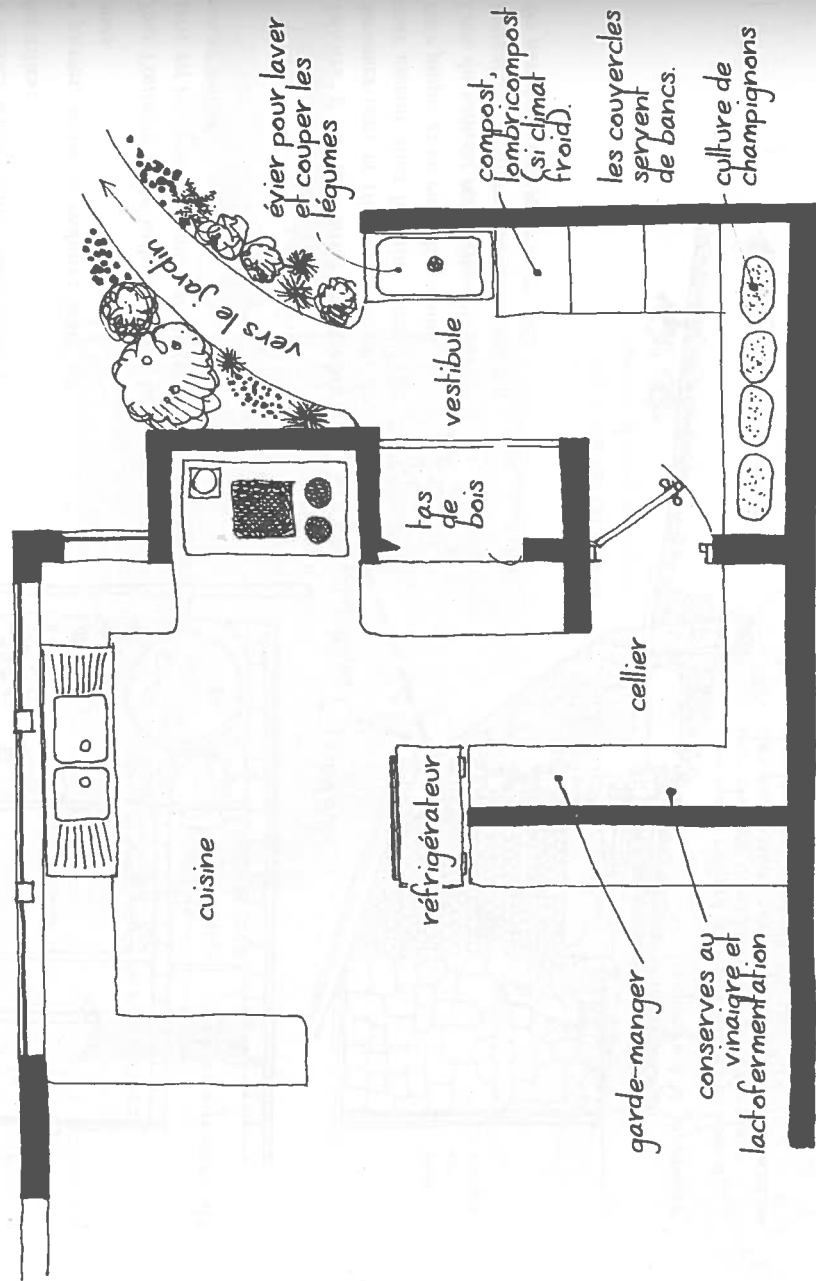 cuisine
vers le jardin
évier pour laver
et couper les
légumes
réfrigérateur
tas
de
bois
vestibule
compost,
lombricompost
(si climat
froid).
les couvercles
servent
de bancs.
culture de
champignons
cellier
garde-manger
conserves au
vinaigre et
lactofermentation